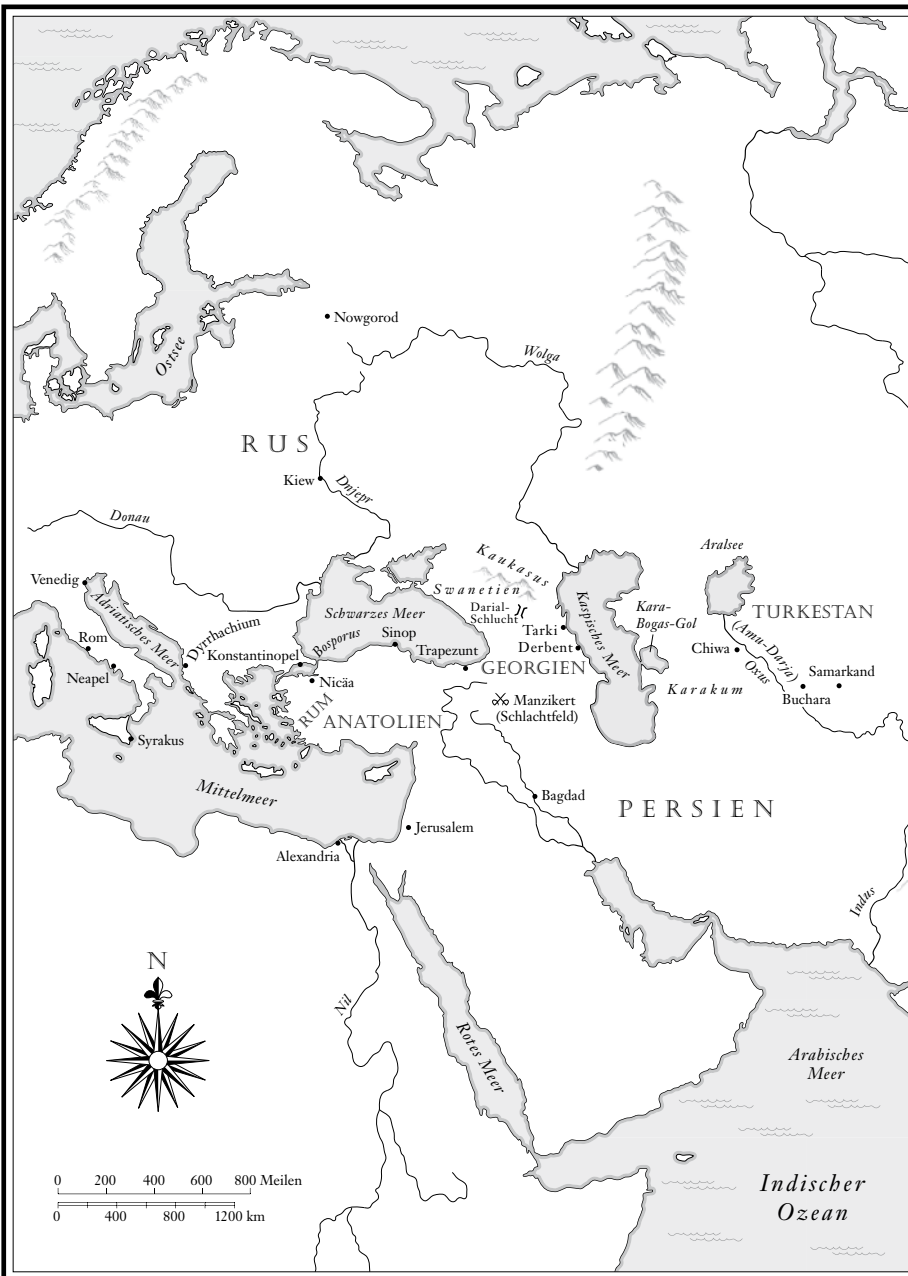 Nowgorod
Wolga
Ostsee
RUS
Kiew
Dnjepr
Donau
Aralsee
Kaukasus
Venedig
Swanetien
Kara-
Bogas-Gol
TURKESTAN
Adriatisches Meer
Schwarzes Meer
Darial-
Schlucht
Kaspisches Meer
Dyrrhachium
Rom
Bosporus
Sinop
Tarki
(Amu-Darja)
Oxus
Chiwa
Konstantinopel
Trapezunt
Derbent
GEORGIEN
Samarkand
Neapel
Nicäa
Karakum
Buchara
RUM
ANATOLIEN
Manzikert
(Schlachtfeld)
Syrakus
Mittelmeer
Bagdad
PERSIEN
Jerusalem
Alexandria
Indus
N
Nil
Rotes Meer
Arabisches
Meer
0 200 400 600 800 Meilen
0 400 800 1200 km
Indischer
Ozean